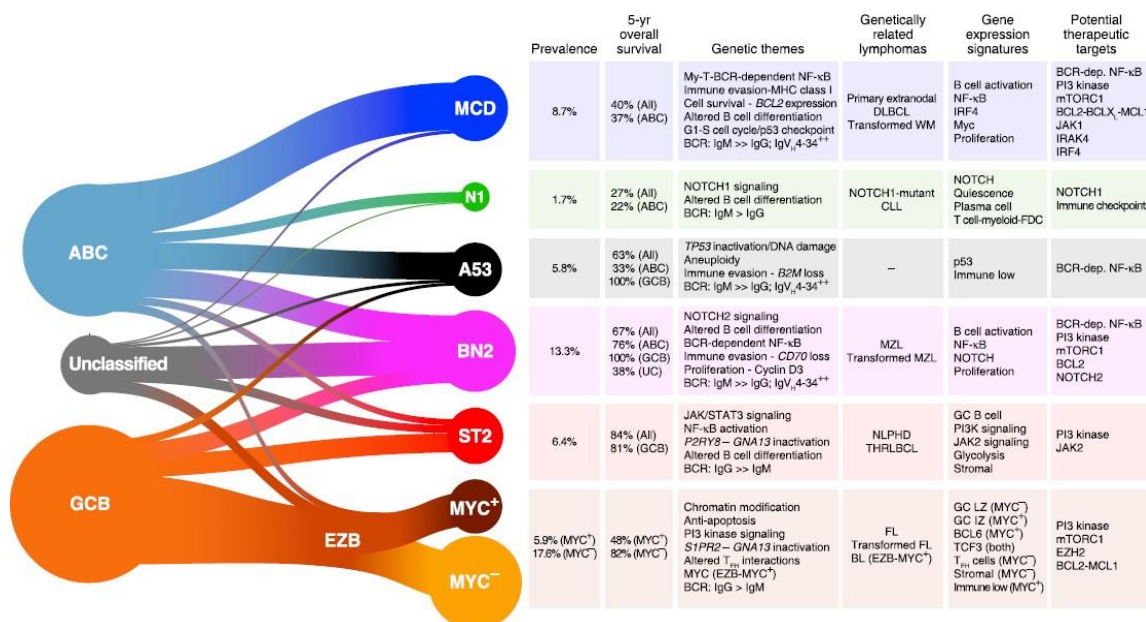 Prevalence
5-yr
overall
survival
Genetic themes
Genetically
related
lymphomas
Gene
expression
signatures
Potential
therapeutic
targets
ABC
Unclassified
GCB
EZB
MCD
8.7%
40% (All)
37% (ABC)
My-T-BCR-dependent NF-κB
Immune evasion-MHC class I
Cell survival - BCL2 expression
Altered B cell differentiation
G1-S cell cycle/p53 checkpoint
BCR: IgM >> IgG; IgVH4-34++
Primary extranodal
DLBCL
Transformed WM
B cell activation
NF-κB
IRF4
Myc
Proliferation
BCR-dep. NF-κB
PI3 kinase
mTORC1
BCL2-BCLXL-MCL1
JAK1
IRAK4
IRF4
N1
1.7%
27% (All)
22% (ABC)
NOTCH1 signaling
Altered B cell differentiation
BCR: IgM > IgG
NOTCH1-mutant
CLL
NOTCH
Quiescence
Plasma cell
T cell-myeloid-FDC
NOTCH1
Immune checkpoint
A53
5.8%
63% (All)
33% (ABC)
100% (GCB)
TP53 inactivation/DNA damage
Aneuploidy
Immune evasion - B2M loss
BCR: IgM >> IgG; IgVH4-34++
–
p53
Immune low
BCR-dep. NF-κB
BN2
13.3%
67% (All)
76% (ABC)
100% (GCB)
38% (UC)
NOTCH2 signaling
Altered B cell differentiation
BCR-dependent NF-κB
Immune evasion - CD70 loss
Proliferation - Cyclin D3
BCR: IgM >> IgG; IgVH4-34++
MZL
Transformed MZL
B cell activation
NF-κB
NOTCH
Proliferation
BCR-dep. NF-κB
PI3 kinase
mTORC1
BCL2
NOTCH2
ST2
6.4%
84% (All)
81% (GCB)
JAK/STAT3 signaling
NF-κB activation
P2RY8 – GNA13 inactivation
Altered B cell differentiation
BCR: IgG >> IgM
NLPHD
THRLBCL
GC B cell
PI3K signaling
JAK2 signaling
Glycolysis
Stromal
PI3 kinase
JAK2
MYC+
MYC−
5.9% (MYC+)
17.6% (MYC−)
48% (MYC+)
82% (MYC−)
Chromatin modification
Anti-apoptosis
PI3 kinase signaling
S1PR2 – GNA13 inactivation
Altered TFH interactions
MYC (EZB-MYC+)
BCR: IgG > IgM
FL
Transformed FL
BL (EZB-MYC+)
GC LZ (MYC−)
GC IZ (MYC+)
BCL6 (MYC+)
TCF3 (both)
TFH cells (MYC−)
Stromal (MYC−)
Immune low (MYC+)
PI3 kinase
mTORC1
EZH2
BCL2-MCL1